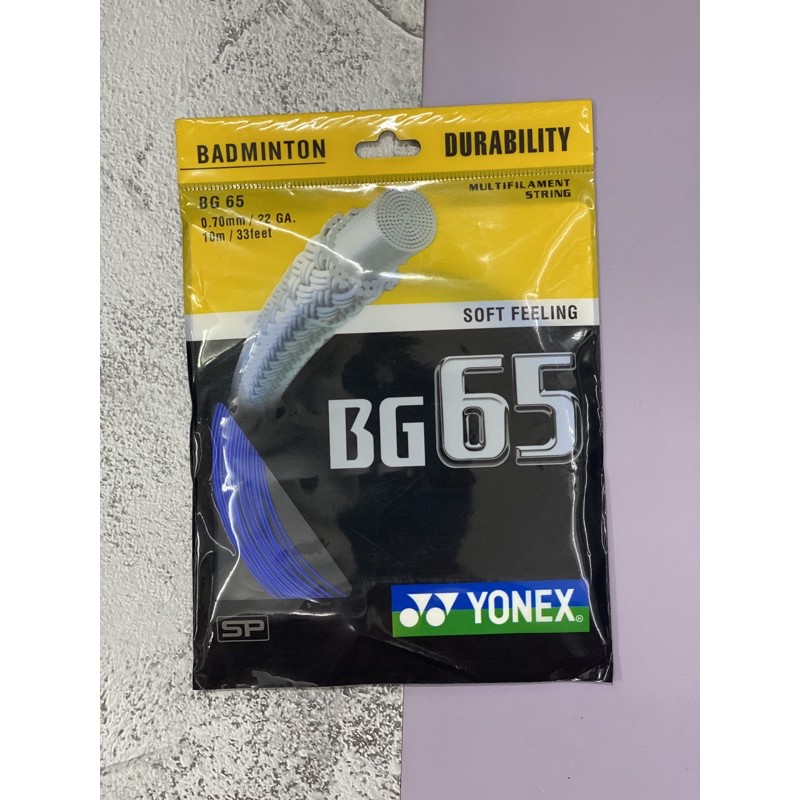 BADMINTON
DURABILITY
BG 65
0.70mm / 22 GA.
10m / 33feet
MULTIFILAMENT
STRING
SOFT FEELING
BG 65
SP
YONEX®